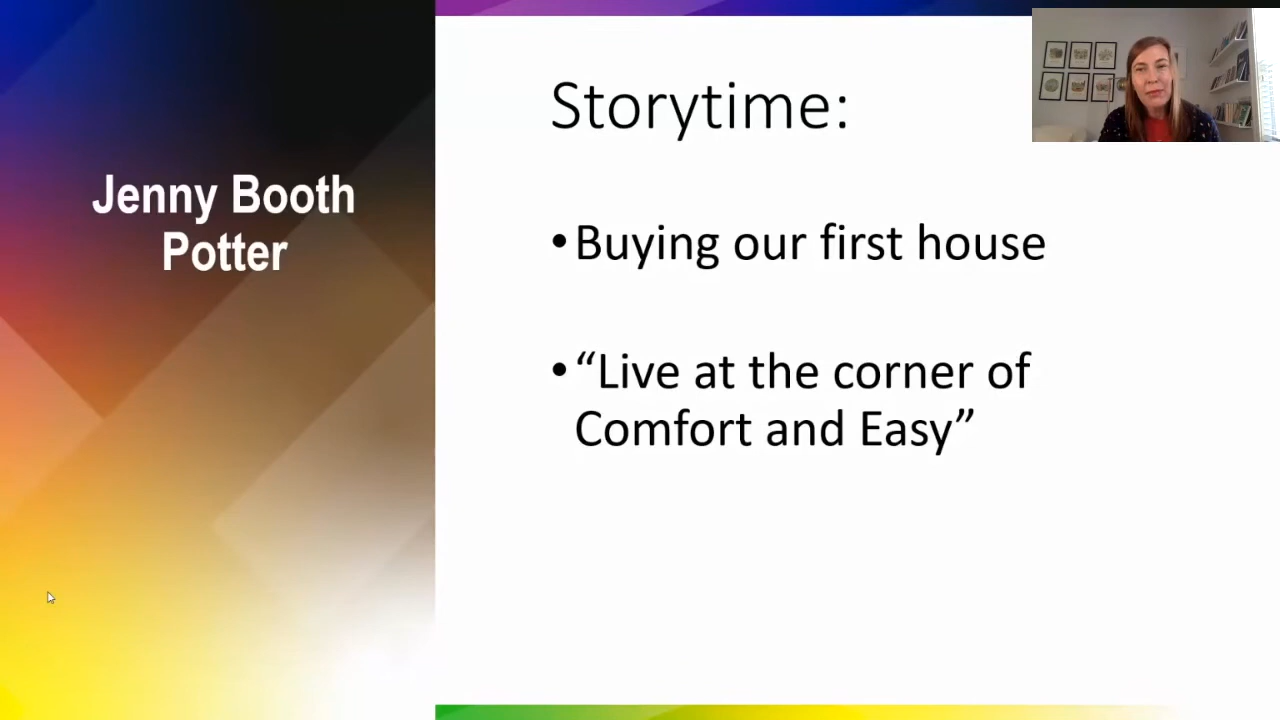 Jenny Booth
Potter
Storytime:
•Buying our first house
•“Live at the corner of
Comfort and Easy”